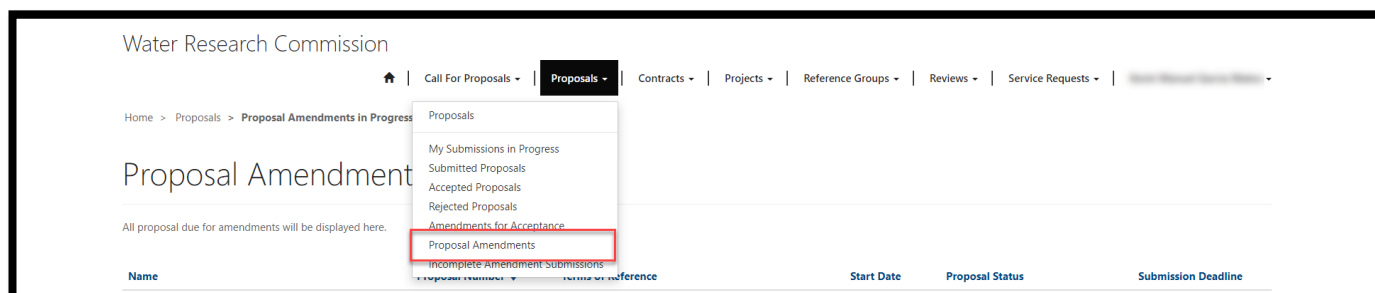 Water Research Commission
Call For Proposals
Proposals
Contracts
Projects
Reference Groups
Reviews
Service Requests
Home > Proposals > Proposal Amendments in Progress
Proposals
My Submissions in Progress
Submitted Proposals
Accepted Proposals
Rejected Proposals
Amendments for Acceptance
Proposal Amendments
Incomplete Amendment Submissions
Proposal Amendment
All proposal due for amendments will be displayed here.
Name Proposal Number Terms of Reference Start Date Proposal Status Submission Deadline